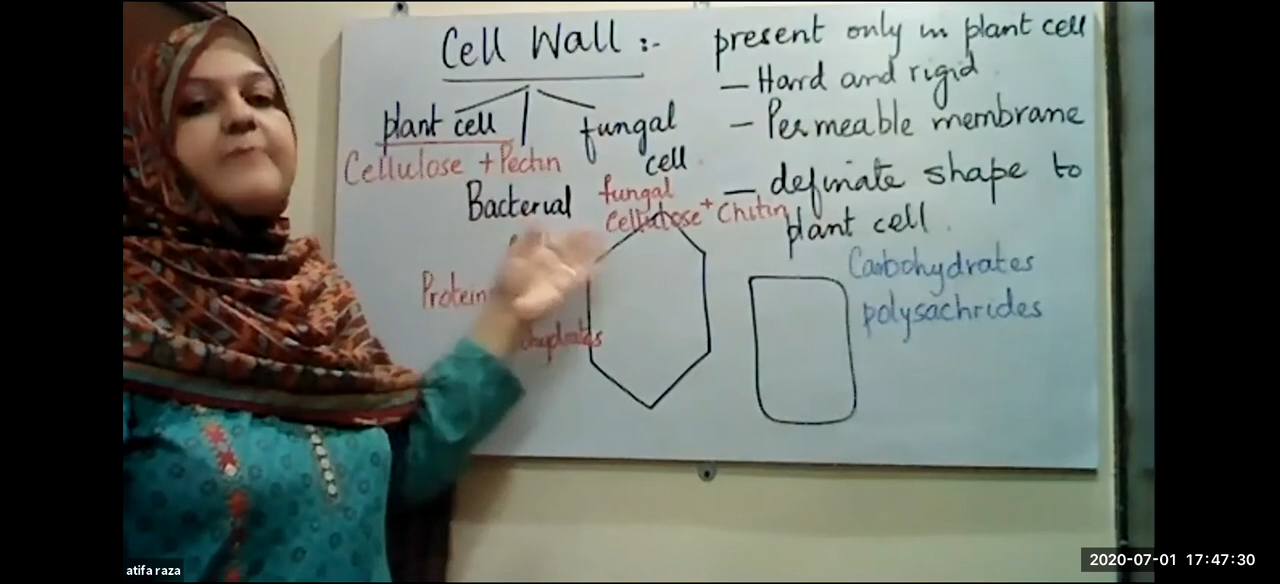 Cell Wall :-
plant cell
fungal
cell
Cellulose + Pectin
Bacterial
fungal
Cellulose + Chitin
Protein
present only in plant cell
— Hard and rigid
— Permeable membrane
— definate shape to
plant cell.
Carbohydrates
polysachrides
atifa raza
2020-07-01 17:47:30